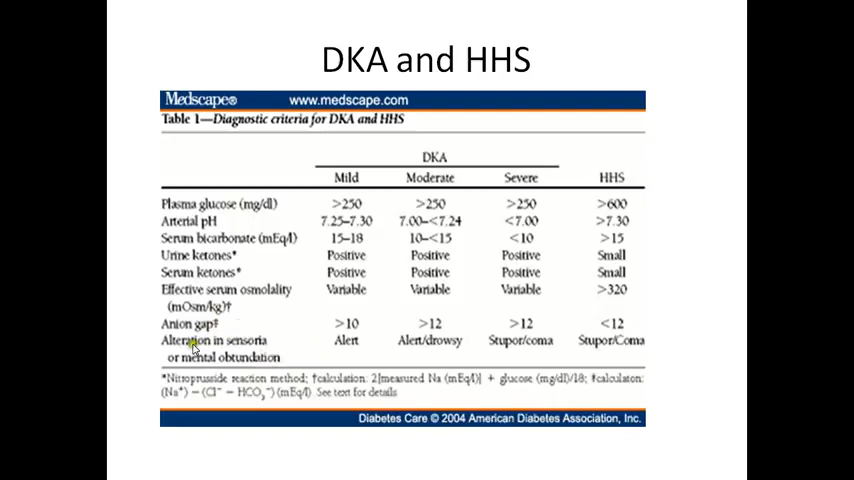 DKA and HHS
Medscape® www.medscape.com
Table 1—Diagnostic criteria for DKA and HHS
DKA
Mild Moderate Severe HHS
Plasma glucose (mg/dl) >250 >250 >250 >600
Arterial pH 7.25–7.30 7.00–<7.24 <7.00 >7.30
Serum bicarbonate (mEq/l) 15–18 10–<15 <10 >15
Urine ketones* Positive Positive Positive Small
Serum ketones* Positive Positive Positive Small
Effective serum osmolality Variable Variable Variable >320
(mOsm/kg)†
Anion gap‡ >10 >12 >12 <12
Alteration in sensoria Alert Alert/drowsy Stupor/coma Stupor/Coma
or mental obtundation
*Nitroprusside reaction method; †calculation: 2[measured Na (mEq/l)] + glucose (mg/dl)/18; ‡calculaton:
(Na⁺) − (Cl⁻ − HCO₃⁻) (mEq/l). See text for details
Diabetes Care © 2004 American Diabetes Association, Inc.